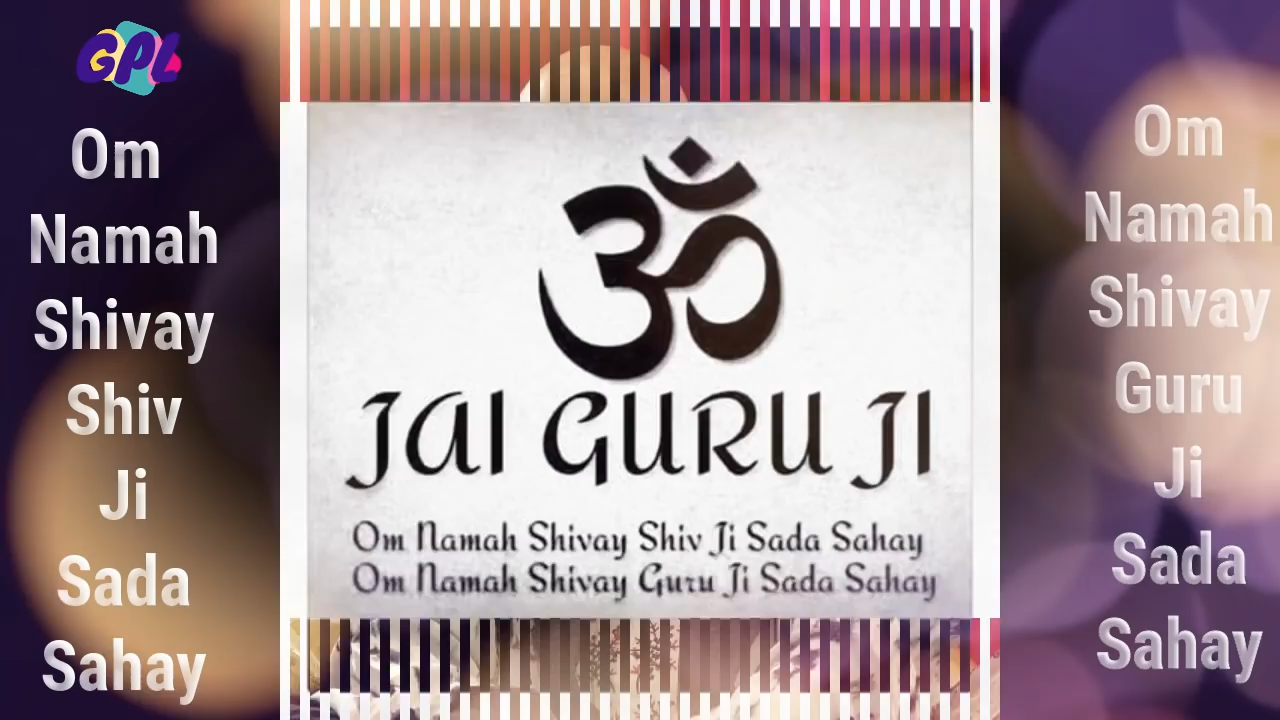 GPL
Om
Namah
Shivay
Shiv
Ji
Sada
Sahay
ॐ
JAI GURU JI
Om Namah Shivay Shiv Ji Sada Sahay
Om Namah Shivay Guru Ji Sada Sahay
Om
Namah
Shivay
Guru
Ji
Sada
Sahay